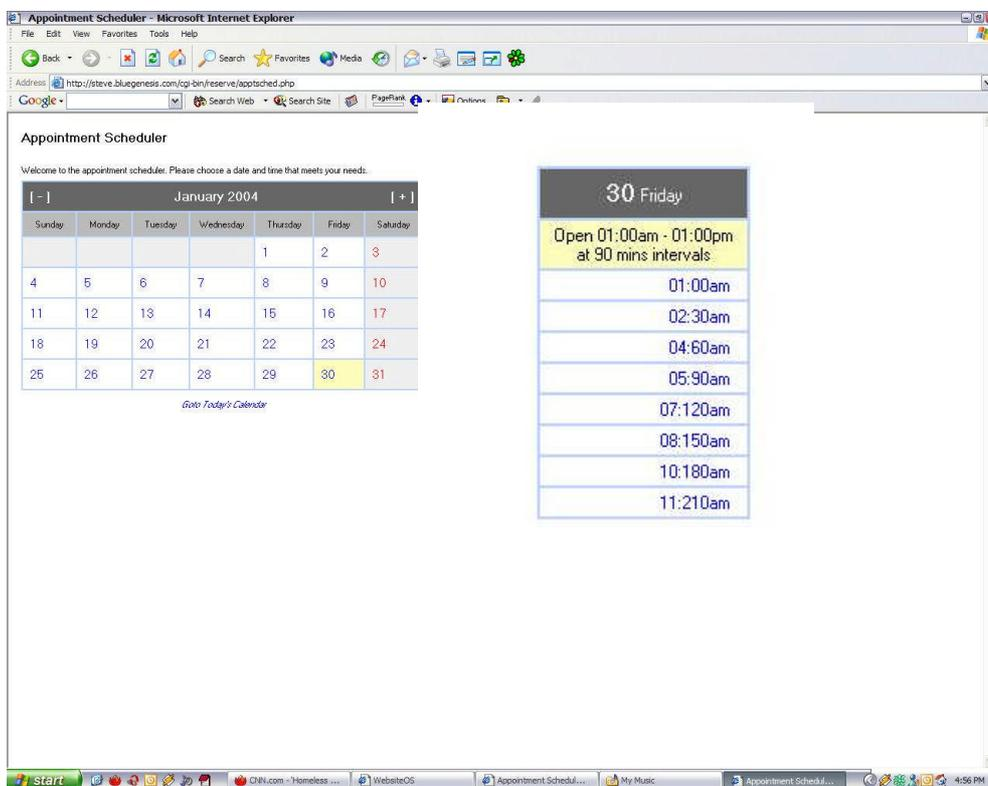 Appointment Scheduler - Microsoft Internet Explorer
File Edit View Favorites Tools Help
Back Search Favorites Media
Address http://steve.bluegenesis.com/cgi-bin/reserve/apptsched.php
Google Search Web Search Site PageRank Options
Appointment Scheduler
Welcome to the appointment scheduler. Please choose a date and time that meets your needs.
[ - ] January 2004 [ + ]
Sunday Monday Tuesday Wednesday Thursday Friday Saturday
1 2 3
4 5 6 7 8 9 10
11 12 13 14 15 16 17
18 19 20 21 22 23 24
25 26 27 28 29 30 31
Goto Today's Calendar
30 Friday
Open 01:00am - 01:00pm
at 90 mins intervals
01:00am
02:30am
04:60am
05:90am
07:120am
08:150am
10:180am
11:210am
start CNN.com - 'Homeless ... WebsiteOS Appointment Schedul... My Music Appointment Schedul... 4:56 PM